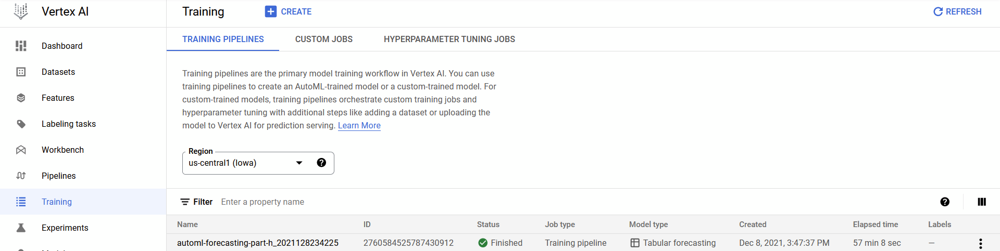 Vertex AI
Training
CREATE
REFRESH
Dashboard
Datasets
Features
Labeling tasks
Workbench
Pipelines
Training
Experiments
TRAINING PIPELINES
CUSTOM JOBS
HYPERPARAMETER TUNING JOBS
Training pipelines are the primary model training workflow in Vertex AI. You can use
training pipelines to create an AutoML-trained model or a custom-trained model. For
custom-trained models, training pipelines orchestrate custom training jobs and
hyperparameter tuning with additional steps like adding a dataset or uploading the
model to Vertex AI for prediction serving. Learn More
Region
us-central1 (Iowa)
Filter Enter a property name
Name ID Status Job type Model type Created Elapsed time Labels
automl-forecasting-part-h_2021128234225 2760584525787430912 Finished Training pipeline Tabular forecasting Dec 8, 2021, 3:47:37 PM 57 min 8 sec —